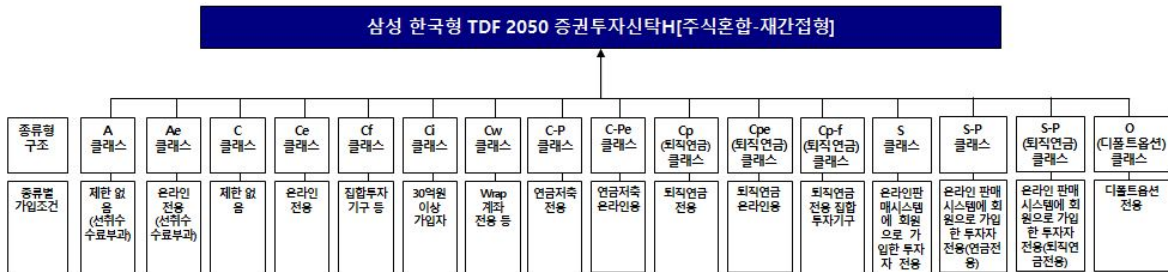 삼성 한국형 TDF 2050 증권투자신탁H[주식혼합-재간접형]
종류형
구조
A
클래스
Ae
클래스
C
클래스
Ce
클래스
Cf
클래스
Ci
클래스
Cw
클래스
C-P
클래스
C-Pe
클래스
Cp
(퇴직연금)
클래스
Cpe
(퇴직연금)
클래스
Cp-f
(퇴직연금)
클래스
S
클래스
S-P
클래스
S-P
(퇴직연금)
클래스
O
(디폴트옵션)
클래스
종류별
가입조건
제한 없
음
(선취수
수료부과)
온라인
전용
(선취수
수료부과)
제한 없
음
온라인
전용
집합투자
기구 등
30억원
이상
가입자
Wrap
계좌
전용 등
연금저축
전용
연금저축
온라인용
퇴직연금
전용
퇴직연금
온라인용
퇴직연금
전용 집합
투자기구
온라인판
매시스템
에 회원
으로 가
입한 투자
자 전용
온라인 판매
시스템에 회
원으로 가입
한 투자자
전용(연금전
용)
온라인 판매
시스템에 회
원으로 가입
한 투자자
전용(퇴직연
금전용)
디폴트옵션
전용